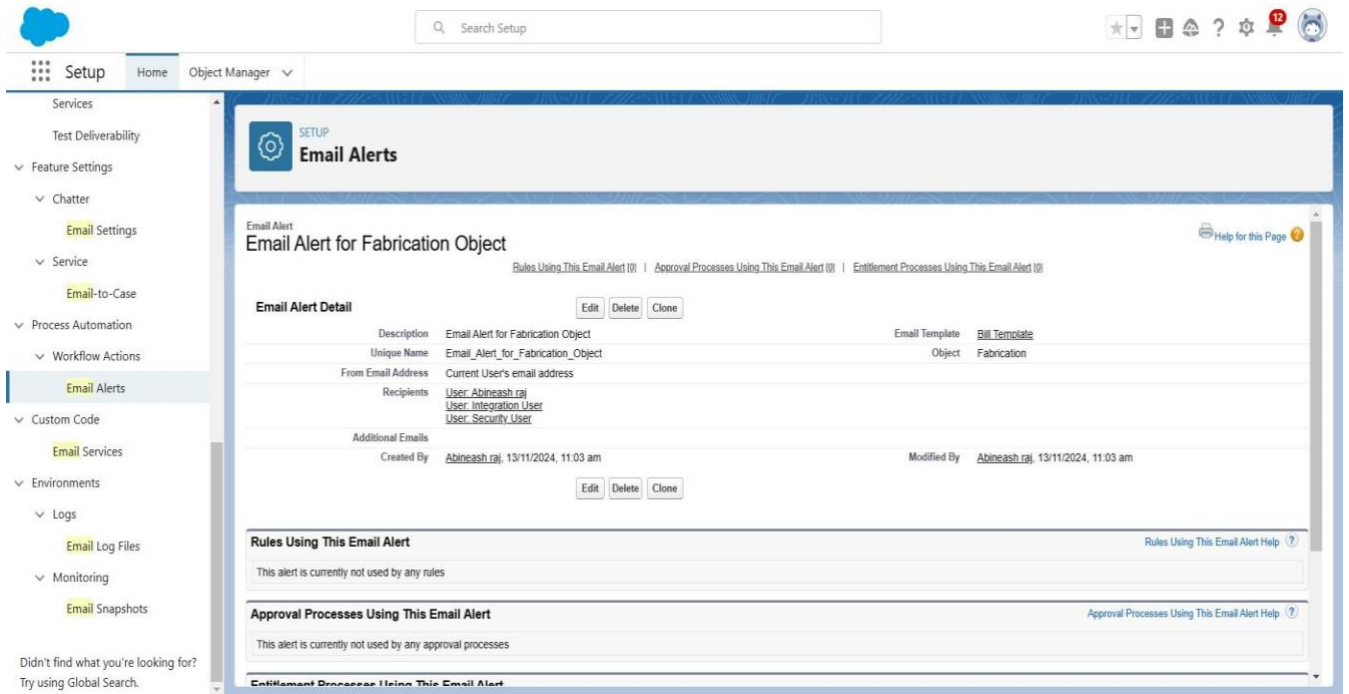 Search Setup
12
Setup
Home
Object Manager
Services
Test Deliverability
Feature Settings
Chatter
Email Settings
Service
Email-to-Case
Process Automation
Workflow Actions
Email Alerts
Custom Code
Email Services
Environments
Logs
Email Log Files
Monitoring
Email Snapshots
Didn't find what you're looking for?
Try using Global Search.
SETUP
Email Alerts
Email Alert
Email Alert for Fabrication Object
Help for this Page
Rules Using This Email Alert [0] | Approval Processes Using This Email Alert [0] | Entitlement Processes Using This Email Alert [0]
Email Alert Detail Edit Delete Clone
Description Email Alert for Fabrication Object Email Template Bill Template
Unique Name Email_Alert_for_Fabrication_Object Object Fabrication
From Email Address Current User's email address
Recipients User: Abineash raj
User: Integration User
User: Security User
Additional Emails
Created By Abineash raj, 13/11/2024, 11:03 am Modified By Abineash raj, 13/11/2024, 11:03 am
Edit Delete Clone
Rules Using This Email Alert Rules Using This Email Alert Help ?
This alert is currently not used by any rules
Approval Processes Using This Email Alert Approval Processes Using This Email Alert Help ?
This alert is currently not used by any approval processes
Entitlement Processes Using This Email Alert